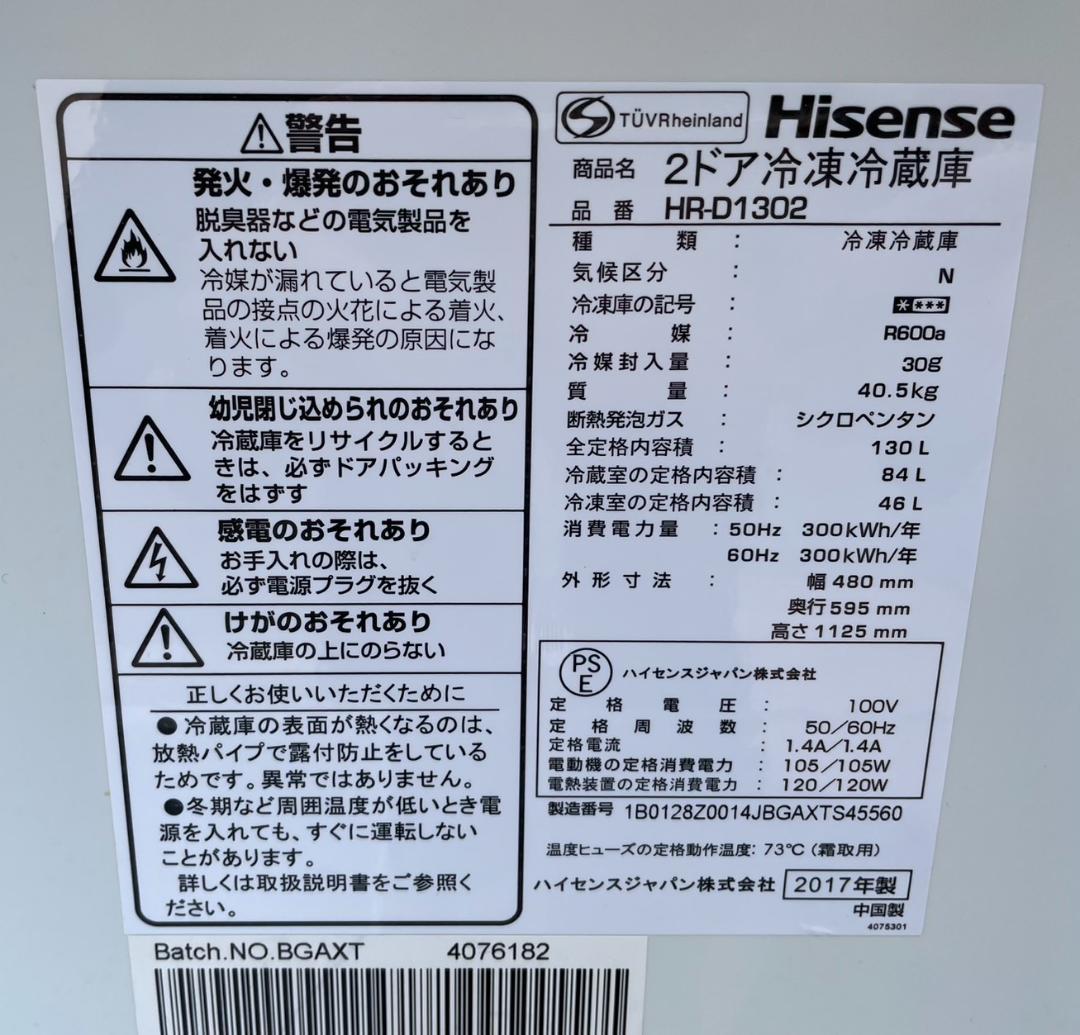 警告
発火・爆発のおそれあり
脱臭器などの電気製品を
入れない
冷媒が漏れていると電気製
品の接点の火花による着火、
着火による爆発の原因にな
ります。
幼児閉じ込められのおそれあり
冷蔵庫をリサイクルすると
きは、必ずドアパッキング
をはずす
感電のおそれあり
お手入れの際は、
必ず電源プラグを抜く
けがのおそれあり
冷蔵庫の上にのらない
正しくお使いいただくために
●冷蔵庫の表面が熱くなるのは、
放熱パイプで露付防止をしている
ためです。異常ではありません。
●冬期など周囲温度が低いとき電
源を入れても、すぐに運転しない
ことがあります。
詳しくは取扱説明書をご参照く
ださい。
TÜVRheinland Hisense
商品名 2ドア冷凍冷蔵庫
品番 HR-D1302
種類 : 冷凍冷蔵庫
気候区分 : N
冷凍庫の記号 : * ***
冷媒 : R600a
冷媒封入量 : 30g
質量 : 40.5kg
断熱発泡ガス : シクロペンタン
全定格内容積 : 130 L
冷蔵室の定格内容積 : 84 L
冷凍室の定格内容積 : 46 L
消費電力量 : 50Hz 300kWh/年
60Hz 300kWh/年
外形寸法 : 幅 480 mm
奥行 595 mm
高さ 1125 mm
PS
E ハイセンスジャパン株式会社
定格電圧 : 100V
定格周波数 : 50/60Hz
定格電流 : 1.4A/1.4A
電動機の定格消費電力 : 105/105W
電熱装置の定格消費電力 : 120/120W
製造番号 1B0128Z0014JBGAXTS45560
温度ヒューズの定格動作温度: 73℃ (霜取用)
ハイセンスジャパン株式会社 2017年製
中国製
4075301
Batch.NO.BGAXT 4076182